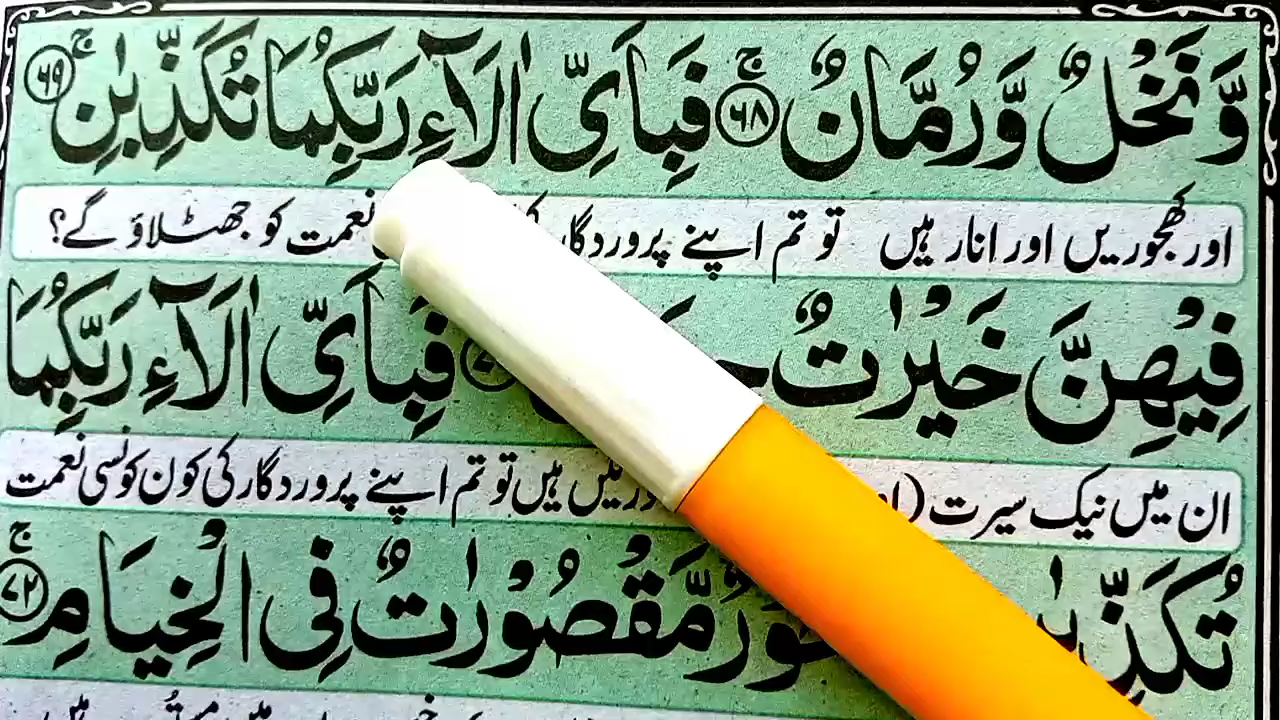 وَّنَخْلٌ وَّرُمَّانٌ ۚ﴿۶۸﴾ فَبِاَیِّ اٰلَآءِ رَبِّكُمَا تُكَذِّبٰنِ ۚ﴿۶۹﴾
اور کھجوریں اور انار ہیں تو تم اپنے پروردگار نعمت کو جھٹلاؤ گے؟
فِیْهِنَّ خَیْرٰتٌ فَبِاَیِّ اٰلَآءِ رَبِّكُمَا
ان میں نیک سیرت ( ہیں تو تم اپنے پروردگار کی کون کونسی نعمت
مَّقْصُوْرٰتٌ فِی الْخِیَامِ ۚ﴿۷۲﴾